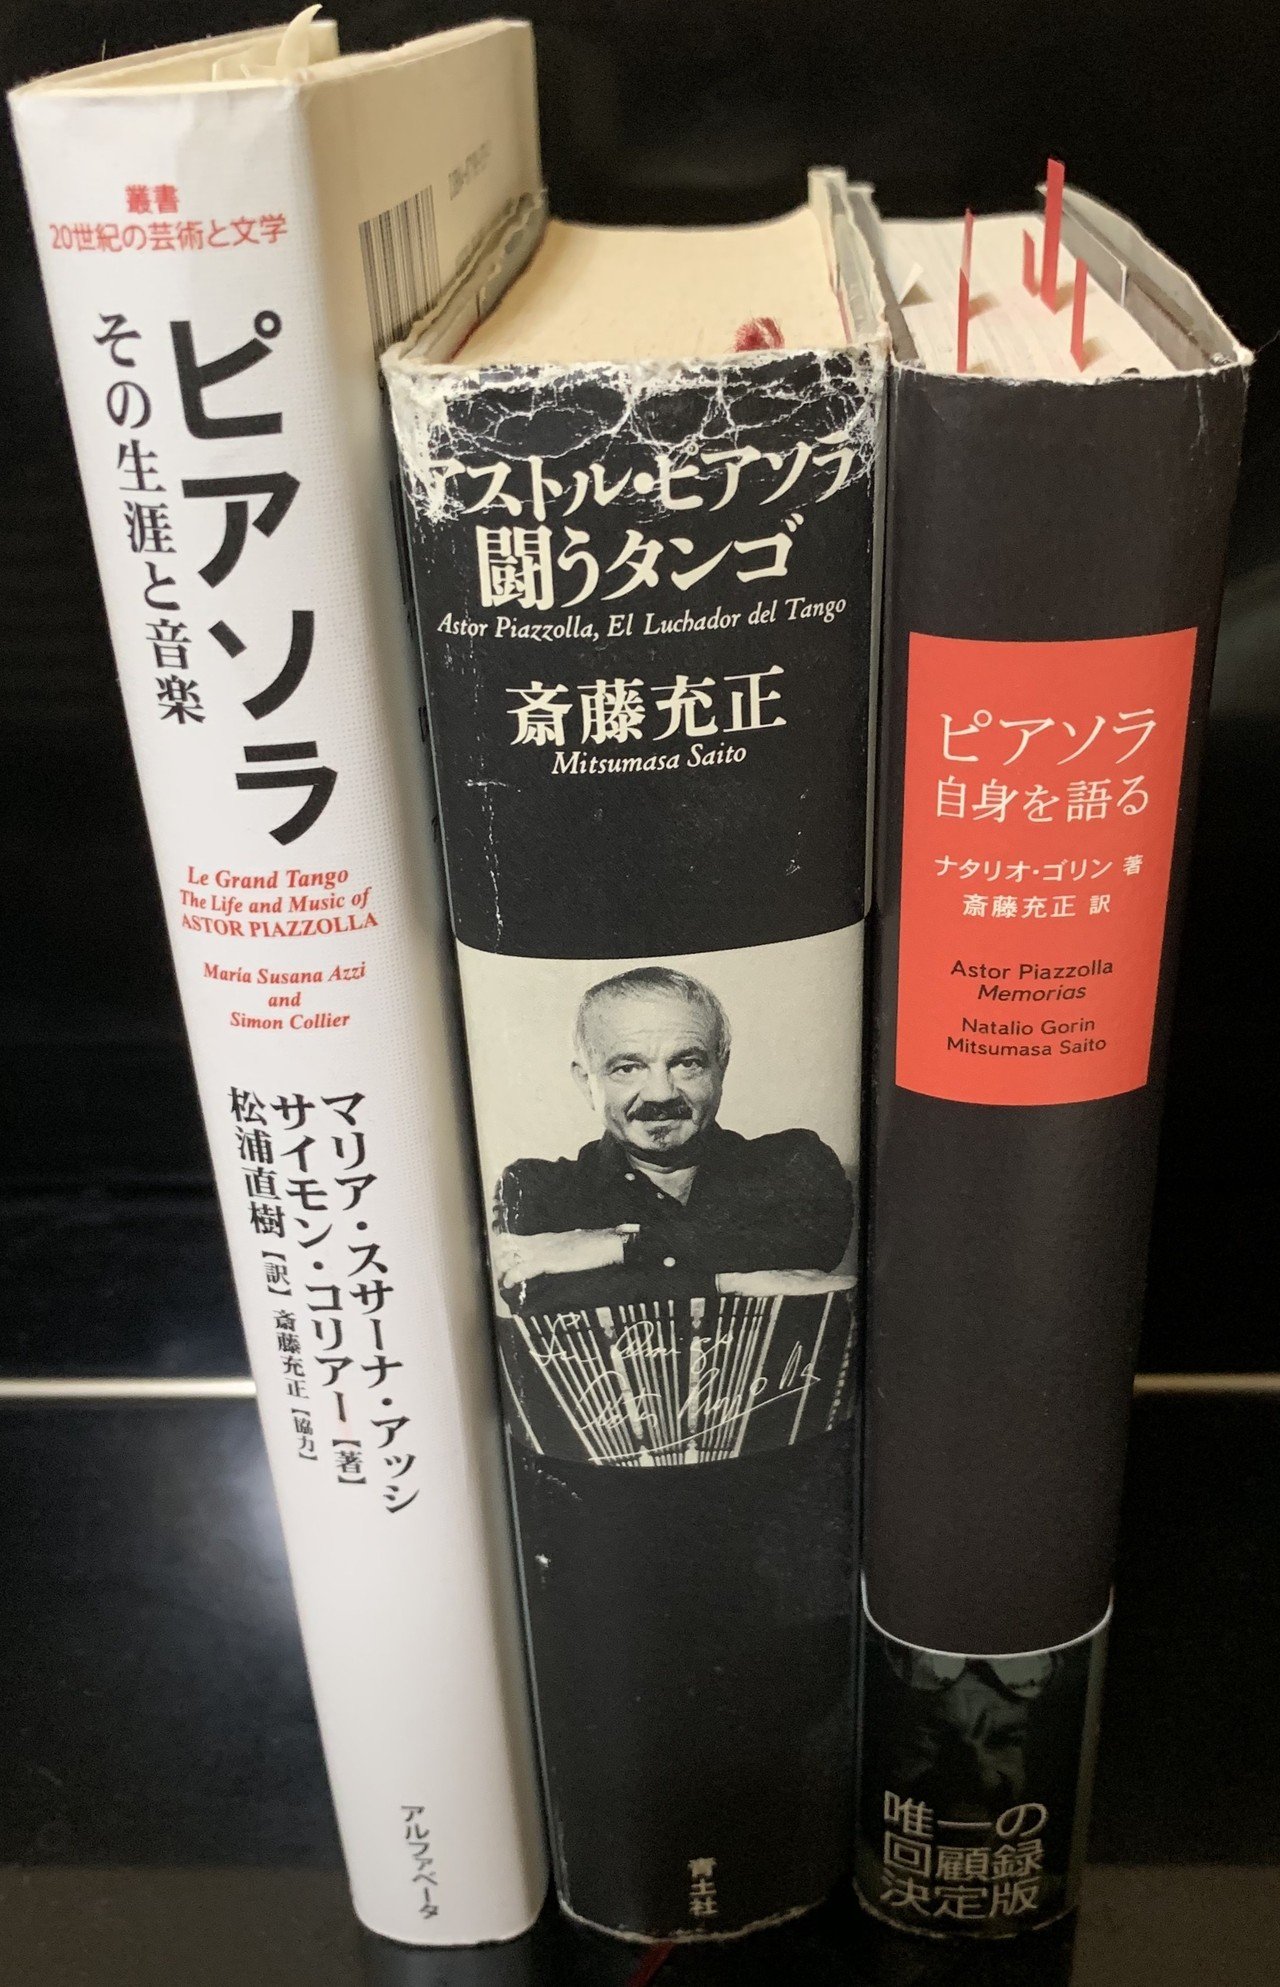 叢書
20世紀の芸術と文学
ピアソラ
その生涯と音楽
Le Grand Tango
The Life and Music of
ASTOR PIAZZOLLA
María Susana Azzi
and
Simon Collier
マリア・スサーナ・アッシ
サイモン・コリアー【著】
松浦直樹【訳】斎藤充正【協力】
アルファベータ
アストル・ピアソラ
闘うタンゴ
Astor Piazzolla, El Luchador del Tango
斎藤充正
Mitsumasa Saito
青土社
ピアソラ
自身を語る
ナタリオ・ゴリン 著
斎藤充正 訳
Astor Piazzolla
Memorias
Natalio Gorin
Mitsumasa Saito
唯一の
回顧録
決定版